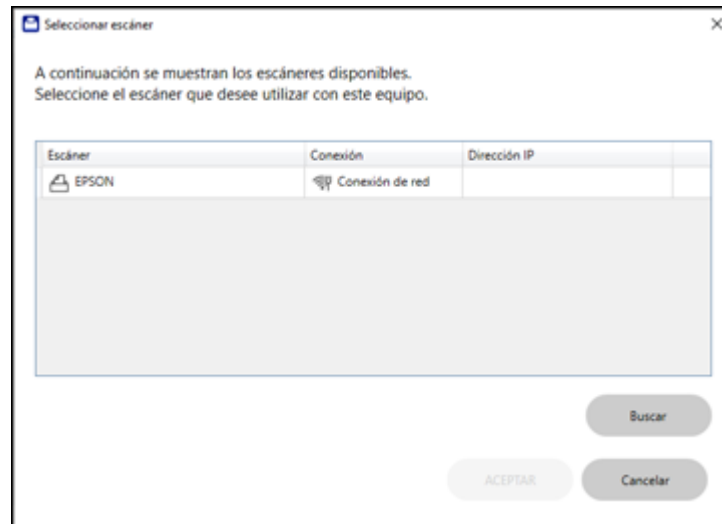 Seleccionar escáner
A continuación se muestran los escáneres disponibles.
Seleccione el escáner que desee utilizar con este equipo.
Escáner Conexión Dirección IP
EPSON Conexión de red
Buscar
ACEPTAR Cancelar